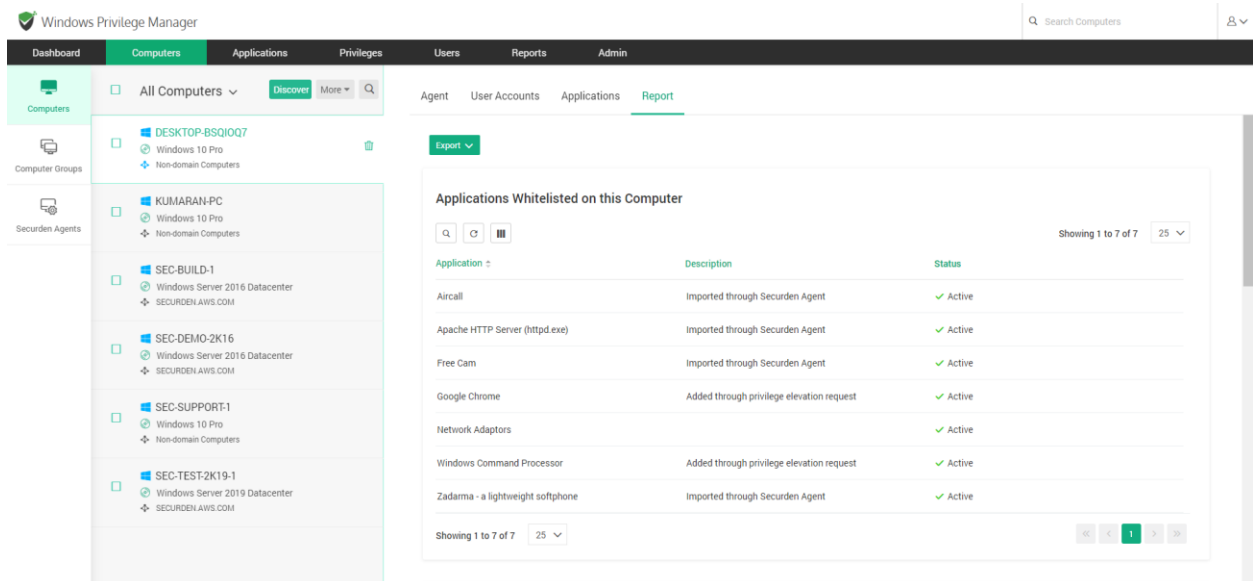 Windows Privilege Manager
Search Computers
Dashboard Computers Applications Privileges Users Reports Admin
Computers
Computer Groups
Securden Agents
All Computers
Discover More
DESKTOP-BSQIOQ7
Windows 10 Pro
Non-domain Computers
KUMARAN-PC
Windows 10 Pro
Non-domain Computers
SEC-BUILD-1
Windows Server 2016 Datacenter
SECURDEN.AWS.COM
SEC-DEMO-2K16
Windows Server 2016 Datacenter
SECURDEN.AWS.COM
SEC-SUPPORT-1
Windows 10 Pro
Non-domain Computers
SEC-TEST-2K19-1
Windows Server 2019 Datacenter
SECURDEN.AWS.COM
Agent User Accounts Applications Report
Export
Applications Whitelisted on this Computer
Showing 1 to 7 of 7 25
Application Description Status
Aircall Imported through Securden Agent Active
Apache HTTP Server (httpd.exe) Imported through Securden Agent Active
Free Cam Imported through Securden Agent Active
Google Chrome Added through privilege elevation request Active
Network Adaptors Active
Windows Command Processor Added through privilege elevation request Active
Zadarma - a lightweight softphone Imported through Securden Agent Active
Showing 1 to 7 of 7 25
« < 1 > »